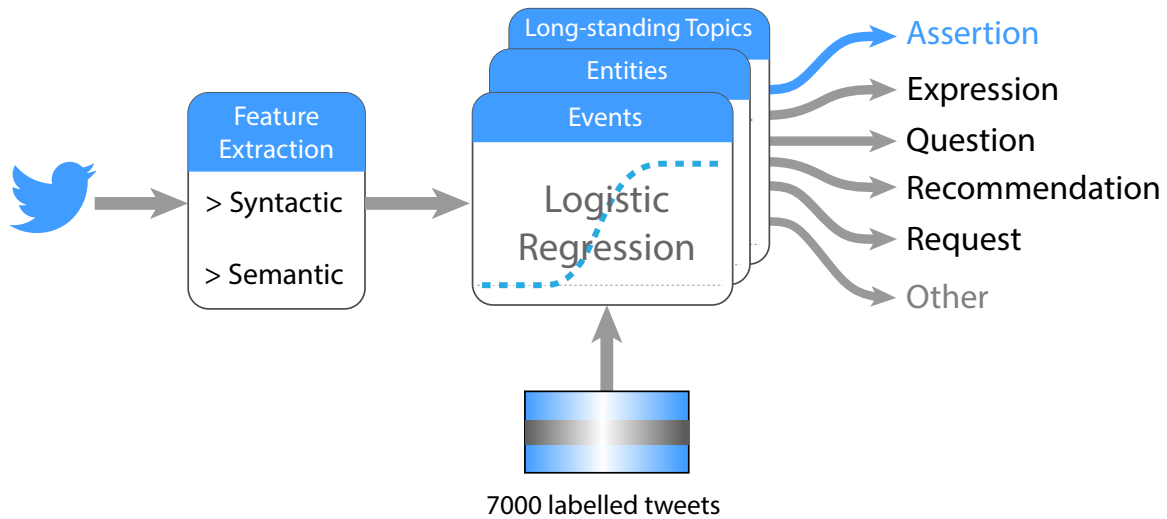 Long-standing Topics
Entities
Events
Logistic
Regression
Feature
Extraction
> Syntactic
> Semantic
Assertion
Expression
Question
Recommendation
Request
Other
7000 labelled tweets